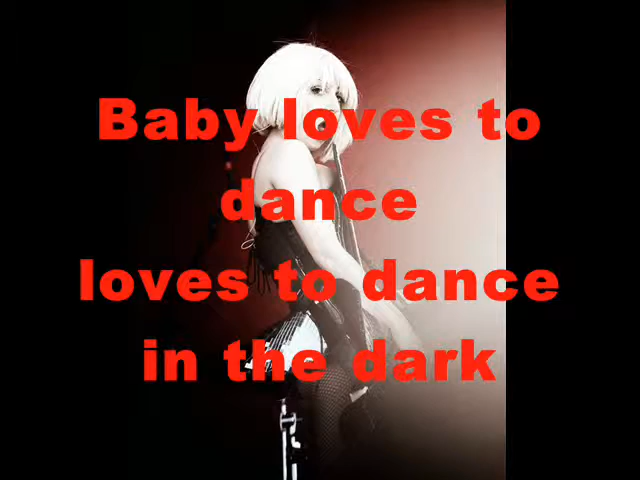 Baby loves to
dance
loves to dance
in the dark